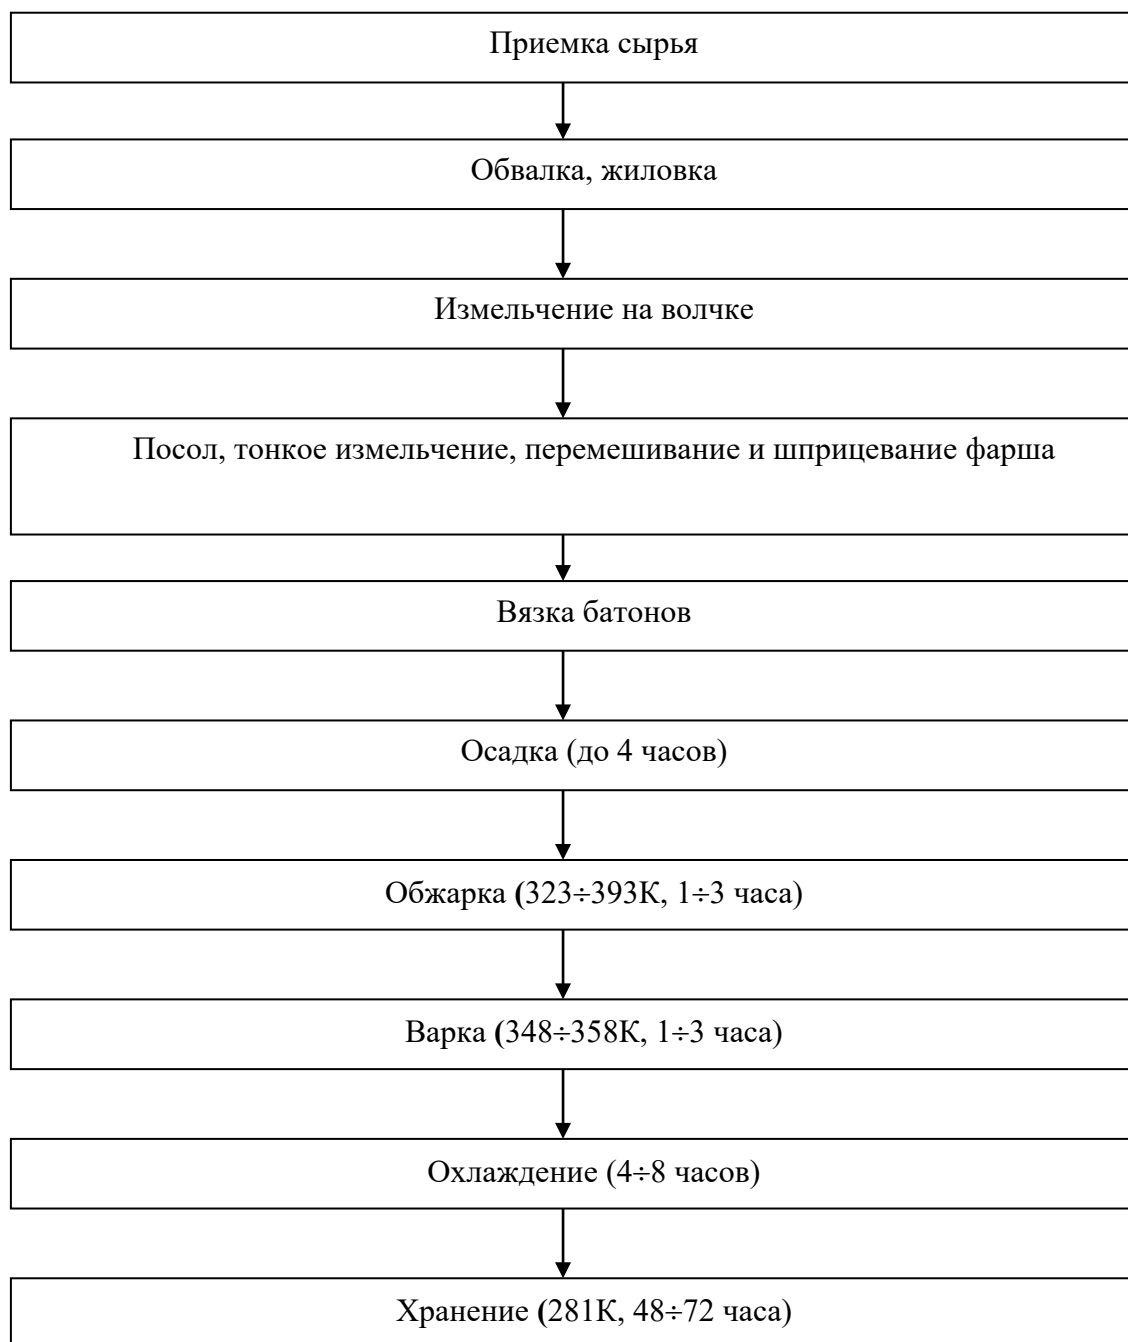 Приемка сырья
Обвалка, жиловка
Измельчение на волчке
Посол, тонкое измельчение, перемешивание и шприцевание фарша
Вязка батонов
Осадка (до 4 часов)
Обжарка (323÷393К, 1÷3 часа)
Варка (348÷358К, 1÷3 часа)
Охлаждение (4÷8 часов)
Хранение (281К, 48÷72 часа)